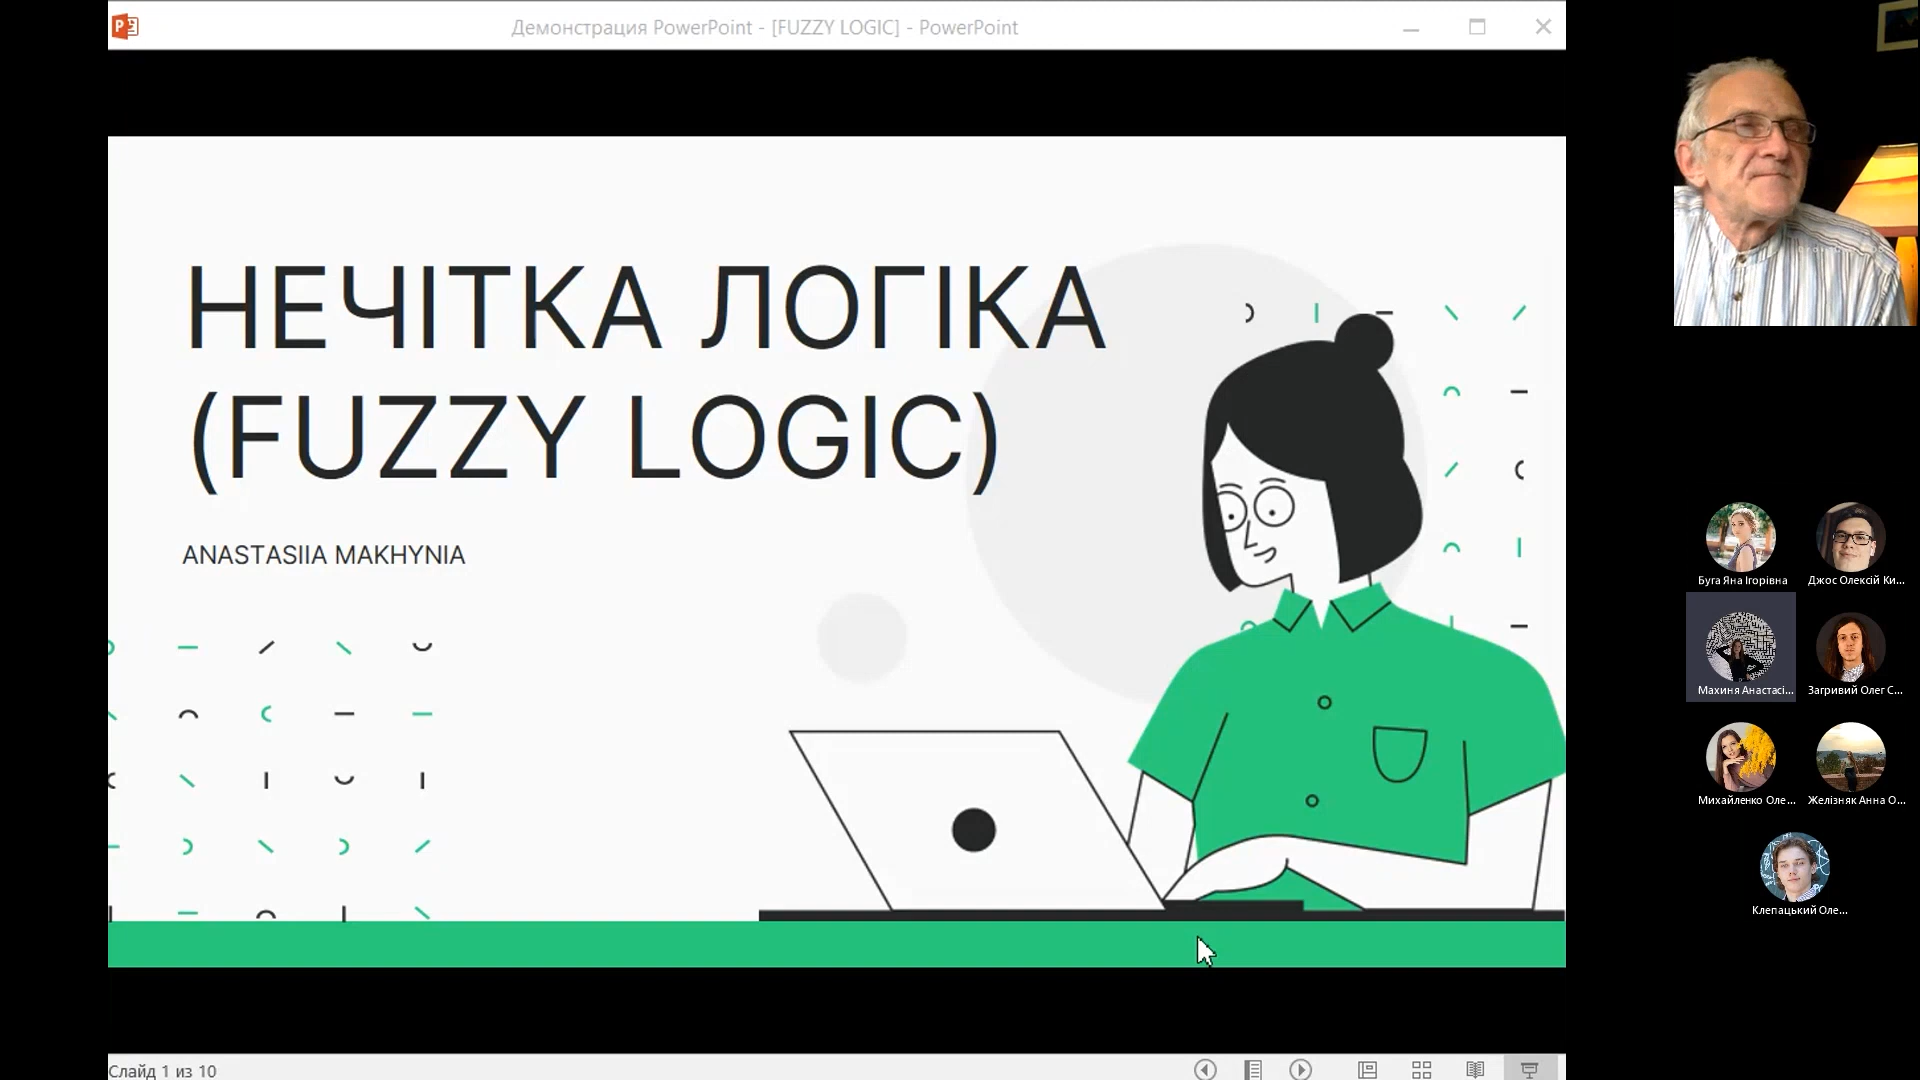 Демонстрация PowerPoint - [FUZZY LOGIC] - PowerPoint
НЕЧІТКА ЛОГІКА
(FUZZY LOGIC)
ANASTASIIA MAKHYNIA
Буга Яна Ігорівна
Джос Олексій Ки...
Махиня Анастасі...
Загривий Олег С...
Михайленко Оле...
Желізняк Анна О...
Клепацький Оле...
Слайд 1 из 10